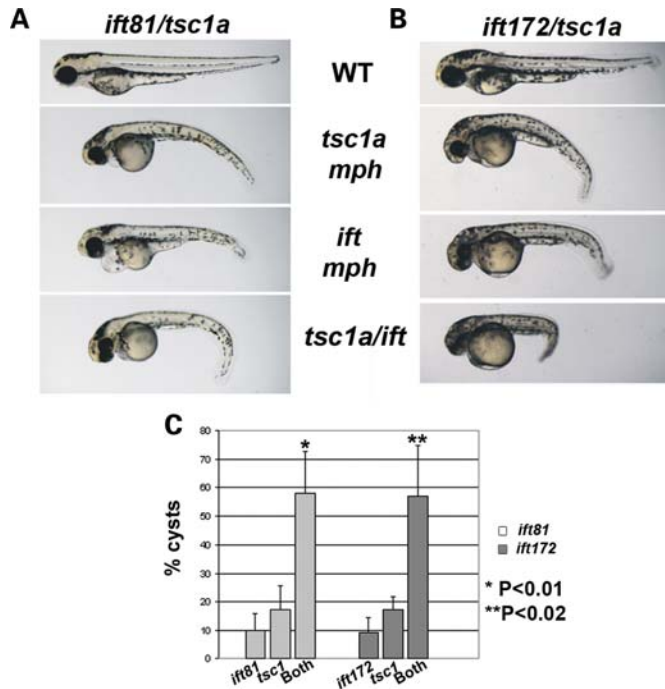 A
ift81/tsc1a
B
ift172/tsc1a
WT
tsc1a
mph
ift
mph
tsc1a/ift
C
% cysts
80
70
60
50
40
30
20
10
0
*
**
ift81
tsc1
Both
ift172
tsc1
Both
ift81
ift172
* P<0.01
**P<0.02